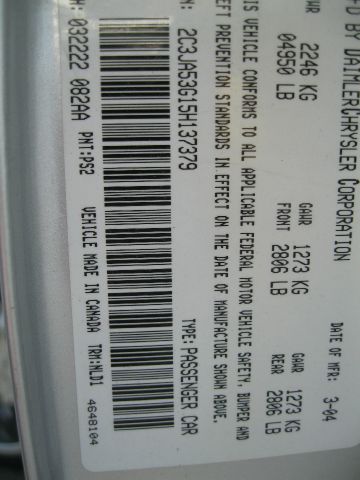 FD BY DAIMLERCHRYSLER CORPORATION
DATE OF MFR: 3-04
2246 KG
04950 LB
GAWR FRONT
1273 KG
2806 LB
GAWR REAR
1273 KG
2806 LB
IS VEHICLE CONFORMS TO ALL APPLICABLE FEDERAL MOTOR VEHICLE SAFETY, BUMPER AND
EFT PREVENTION STANDARDS IN EFFECT ON THE DATE OF MANUFACTURE SHOWN ABOVE.
2C3JA53G15H137379
TYPE: PASSENGER CAR
032222 082AA
PNT: PS2
VEHICLE MADE IN CANADA
TRM: NLD1
4648104